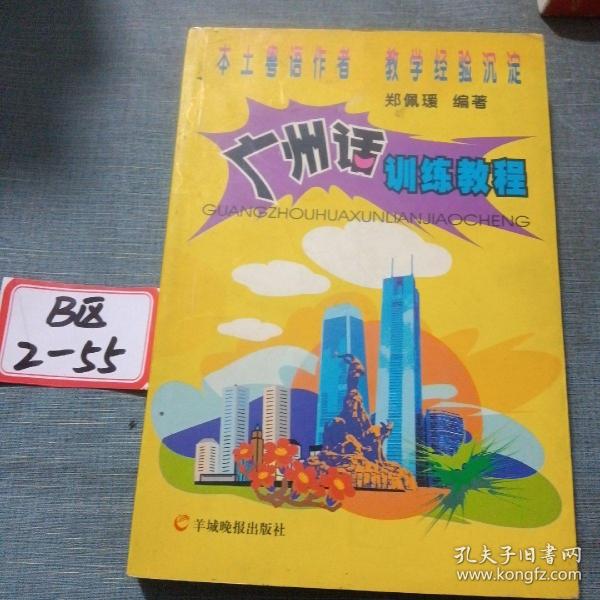 本土粤语作者 教学经验沉淀
郑佩瑗 编著
广州话
训练教程
GUANGZHOUHUAXUNLIANJIAOCHENG
B区
2-55
羊城晚报出版社
孔夫子旧书网
www.kongfz.com